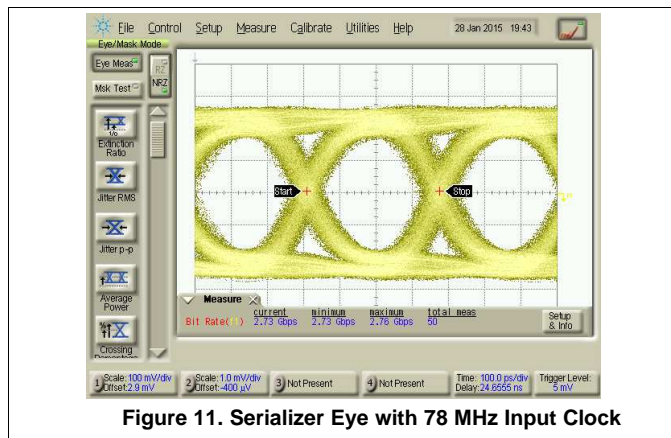 File Control Setup Measure Calibrate Utilities Help 28 Jan 2015 19:43
Eye/Mask Mode
Eye Meas
RZ
NRZ
Msk Test
1/0
Extinction
Ratio
Jitter RMS
Jitter p-p
Average
Power
Crossing
Start
Stop
Measure
current minimum maximum total meas
Bit Rate( ) 2.73 Gbps 2.73 Gbps 2.76 Gbps 50
Setup
& Info
1 Scale: 100 mV/div
Offset:2.9 mV
2 Scale: 1.0 mV/div
Offset:-400 µV
3 Not Present
4 Not Present
Time: 100.0 ps/div
Delay:24.6555 ns
Trigger Level:
5 mV
Figure 11. Serializer Eye with 78 MHz Input Clock